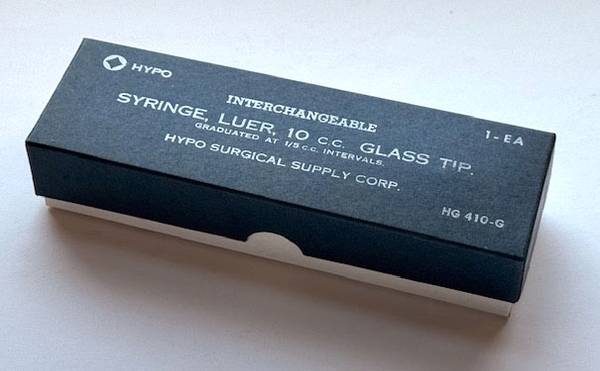 HYPO
INTERCHANGEABLE
1-EA
SYRINGE, LUER, 10 C.C. GLASS TIP.
GRADUATED AT 1/5 C.C. INTERVALS.
HYPO SURGICAL SUPPLY CORP.
HG 410-G